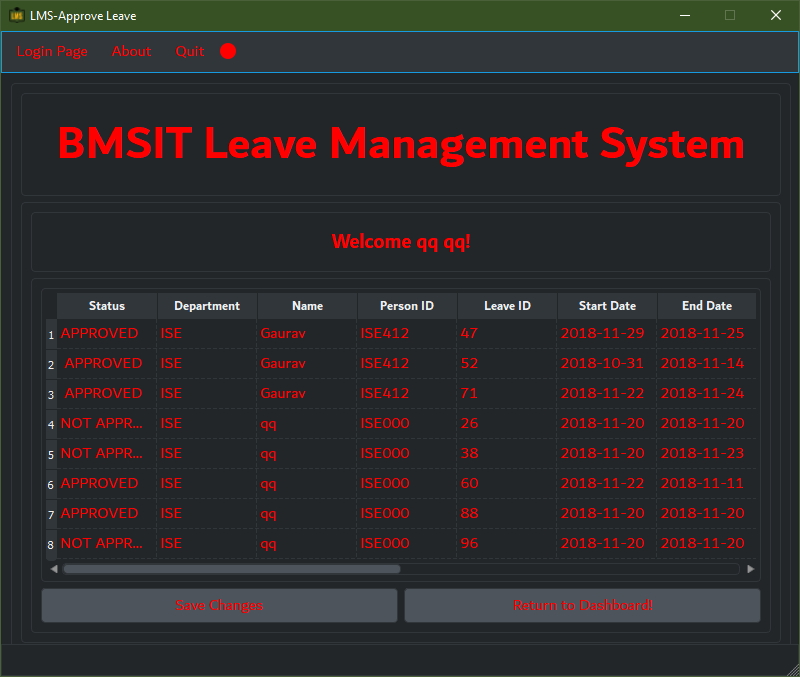 LMS-Approve Leave
Login Page About Quit
BMSIT Leave Management System
Welcome qq qq!
Status Department Name Person ID Leave ID Start Date End Date
1 APPROVED ISE Gaurav ISE412 47 2018-11-29 2018-11-25
2 APPROVED ISE Gaurav ISE412 52 2018-10-31 2018-11-14
3 APPROVED ISE Gaurav ISE412 71 2018-11-22 2018-11-24
4 NOT APPR... ISE qq ISE000 26 2018-11-20 2018-11-20
5 NOT APPR... ISE qq ISE000 38 2018-11-20 2018-11-23
6 APPROVED ISE qq ISE000 60 2018-11-22 2018-11-11
7 APPROVED ISE qq ISE000 88 2018-11-20 2018-11-20
8 NOT APPR... ISE qq ISE000 96 2018-11-20 2018-11-20
Save Changes Return to Dashboard!